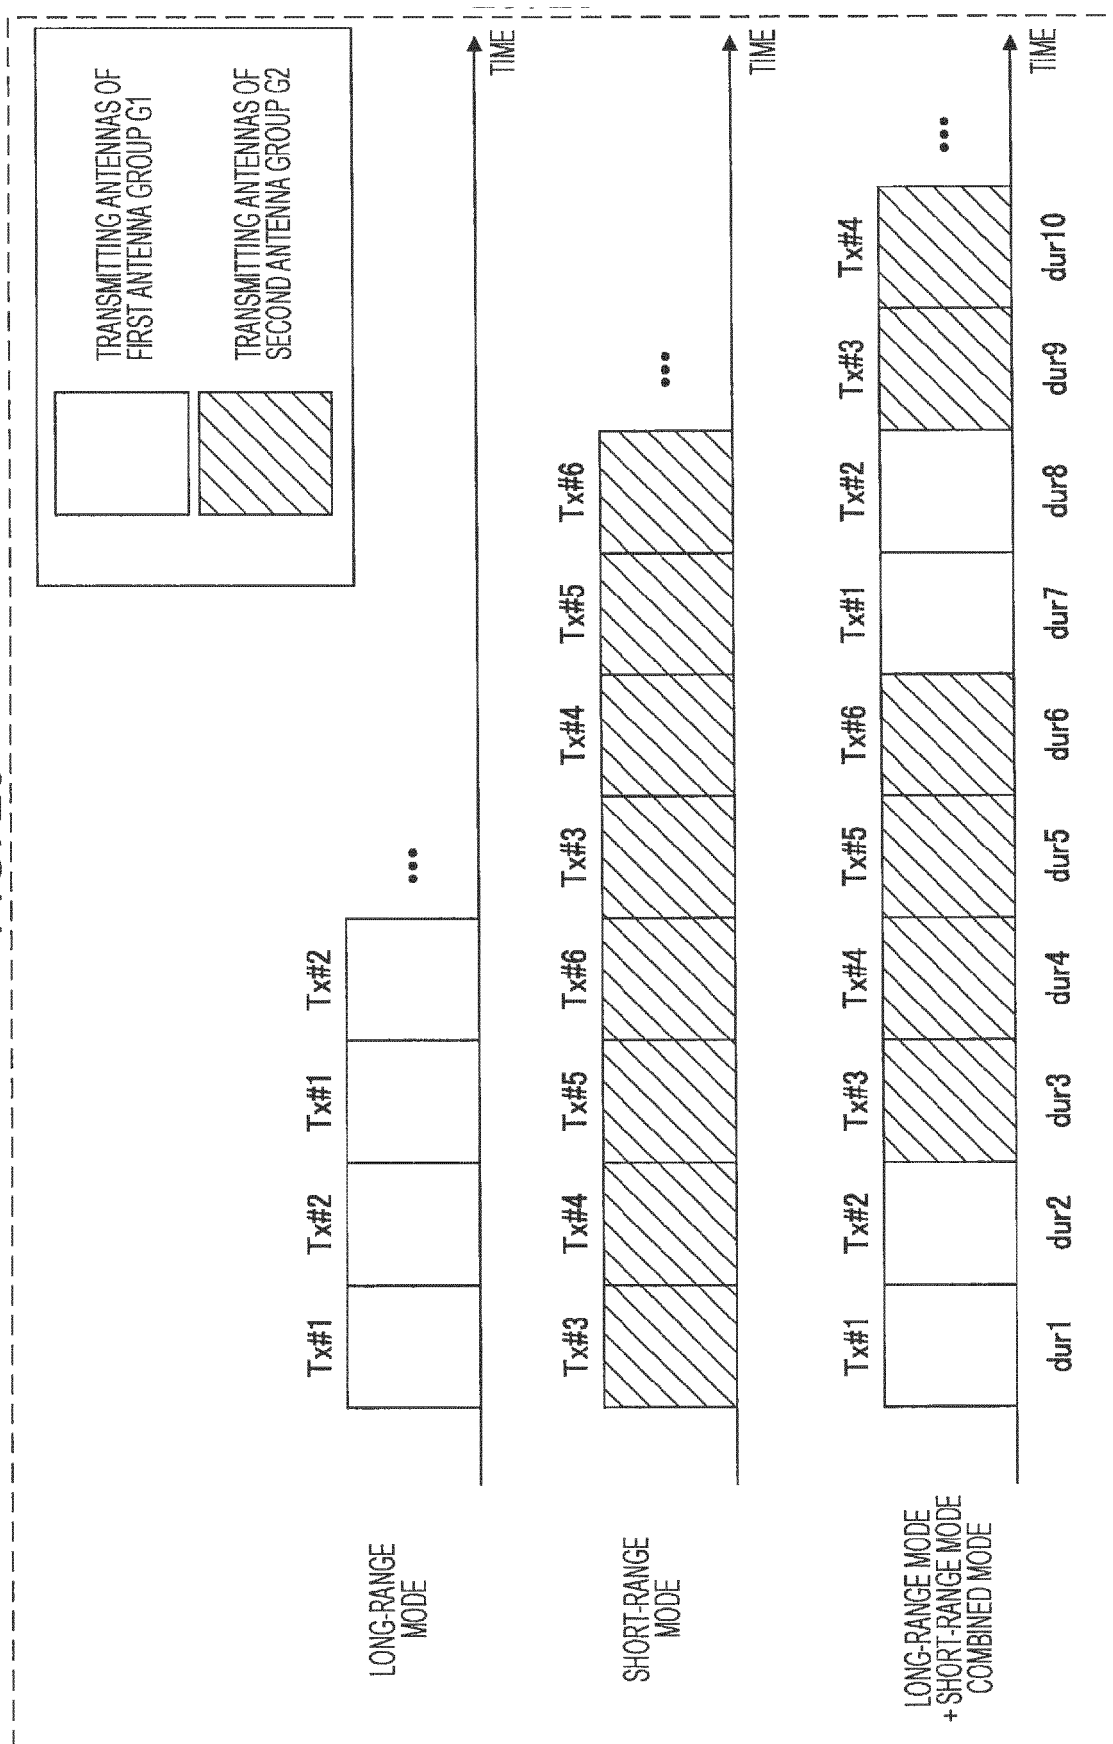 TRANSMITTING ANTENNAS OF
FIRST ANTENNA GROUP G1
TRANSMITTING ANTENNAS OF
SECOND ANTENNA GROUP G2
LONG-RANGE
MODE
Tx#1 Tx#2 Tx#1 Tx#2
•••
TIME
SHORT-RANGE
MODE
Tx#3 Tx#4 Tx#5 Tx#6 Tx#3 Tx#4 Tx#5 Tx#6
•••
TIME
LONG-RANGE MODE
+ SHORT-RANGE MODE
COMBINED MODE
Tx#1 Tx#2 Tx#3 Tx#4 Tx#5 Tx#6 Tx#1 Tx#2 Tx#3 Tx#4
•••
TIME
dur1 dur2 dur3 dur4 dur5 dur6 dur7 dur8 dur9 dur10